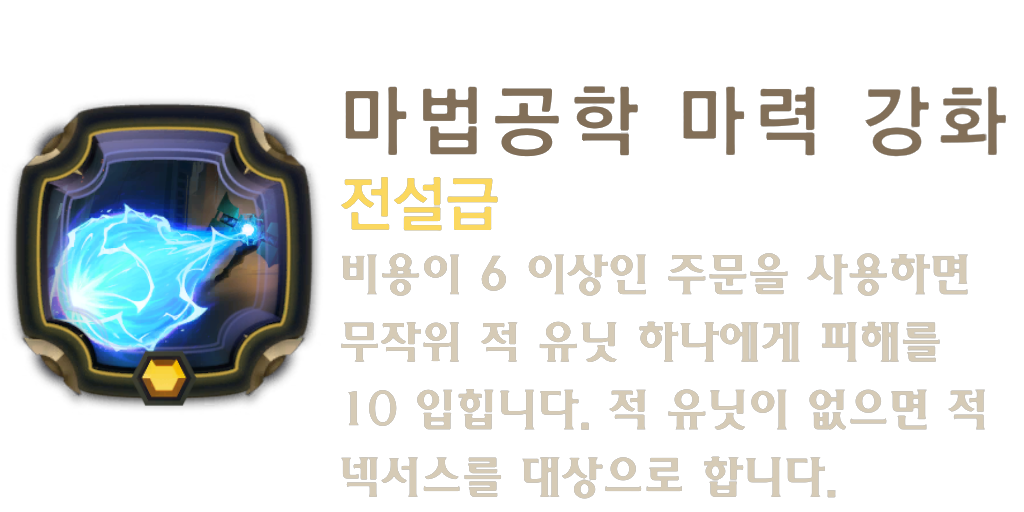 마법공학 마력 강화
전설급
비용이 6 이상인 주문을 사용하면
무작위 적 유닛 하나에게 피해를
10 입힙니다. 적 유닛이 없으면 적
넥서스를 대상으로 합니다.